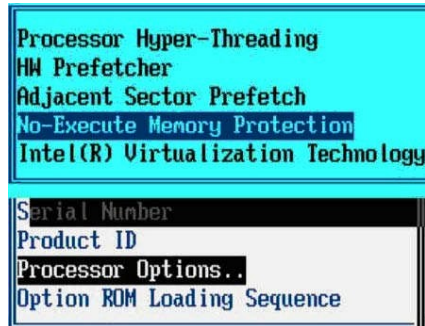 Processor Hyper-Threading
HW Prefetcher
Adjacent Sector Prefetch
No-Execute Memory Protection
Intel(R) Virtualization Technology
Serial Number
Product ID
Processor Options..
Option ROM Loading Sequence